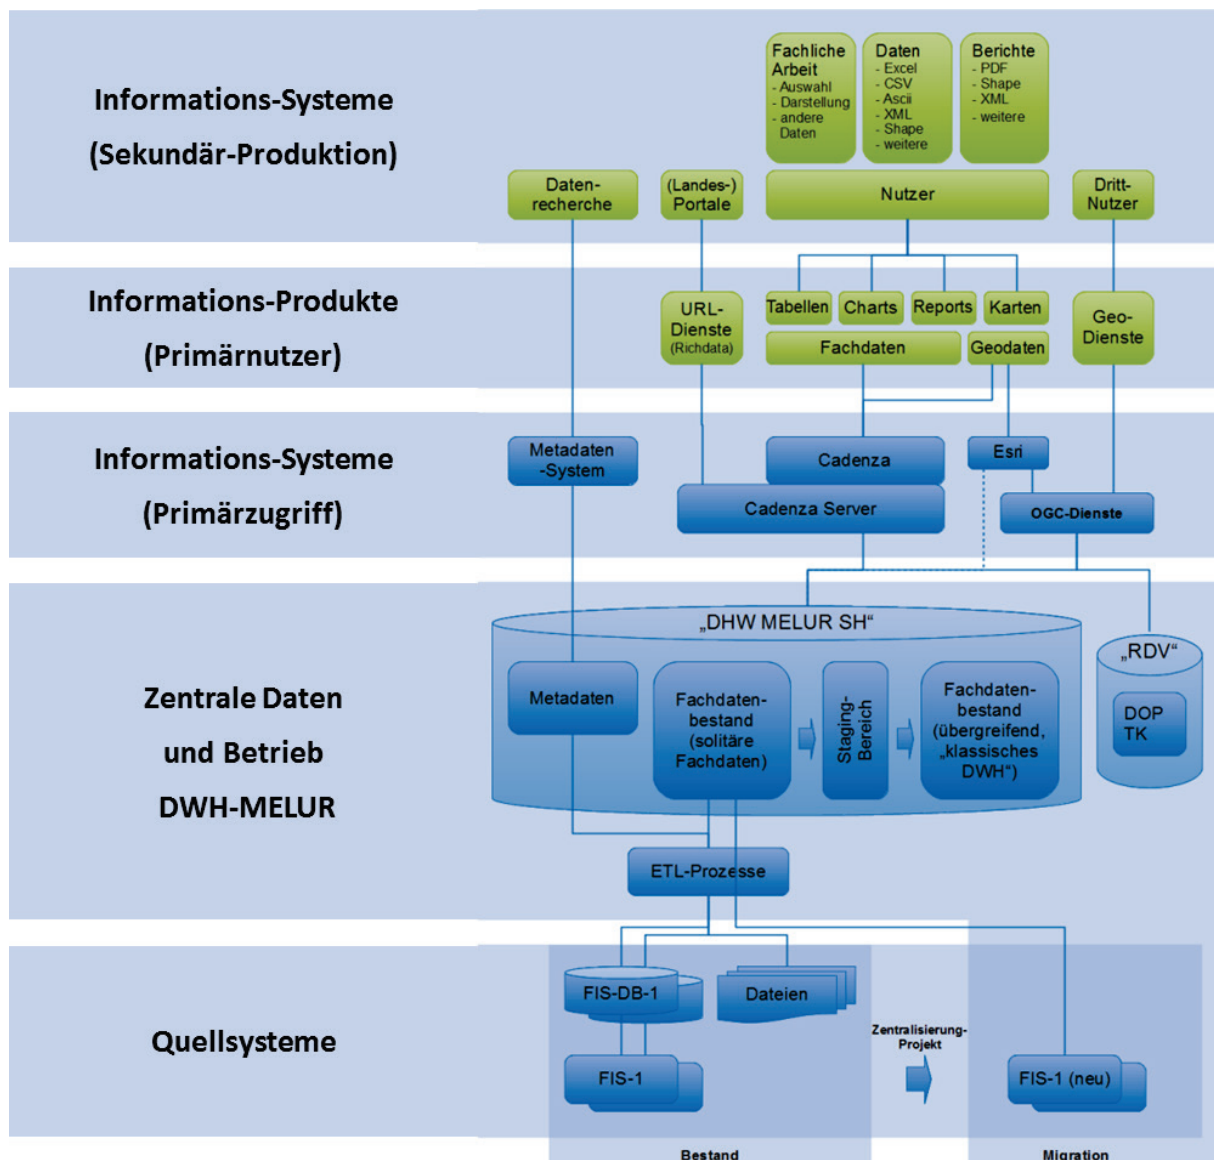 Informations-Systeme
(Sekundär-Produktion)
Fachliche
Arbeit
- Auswahl
- Darstellung
- andere
Daten
Daten
- Excel
- CSV
- Ascii
- XML
- Shape
- weitere
Berichte
- PDF
- Shape
- XML
- weitere
Daten-
recherche
(Landes-)
Portale
Nutzer
Dritt-
Nutzer
Informations-Produkte
(Primärnutzer)
URL-
Dienste
(Richdata)
Tabellen
Charts
Reports
Karten
Fachdaten
Geodaten
Geo-
Dienste
Informations-Systeme
(Primärzugriff)
Metadaten
-System
Cadenza
Cadenza Server
Esri
OGC-Dienste
Zentrale Daten
und Betrieb
DWH-MELUR
„DHW MELUR SH“
Metadaten
Fachdaten-
bestand
(solitäre
Fachdaten)
Staging-
Bereich
Fachdaten-
bestand
(übergreifend,
„klassisches
DWH“)
„RDV“
DOP
TK
ETL-Prozesse
Quellsysteme
FIS-DB-1
Dateien
FIS-1
Zentralisierung-
Projekt
FIS-1 (neu)
Bestand
Migration